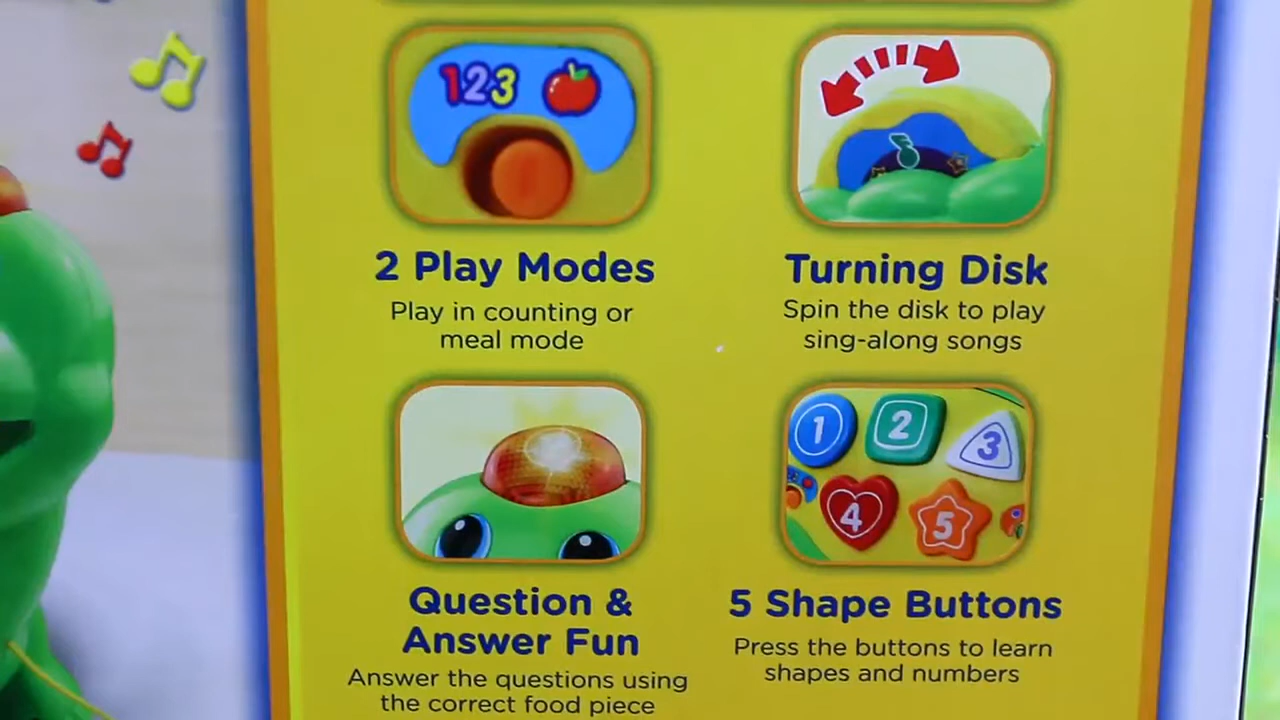 123
2 Play Modes
Play in counting or
meal mode
Turning Disk
Spin the disk to play
sing-along songs
1 2 3
4 5
Question &
Answer Fun
Answer the questions using
the correct food piece
5 Shape Buttons
Press the buttons to learn
shapes and numbers